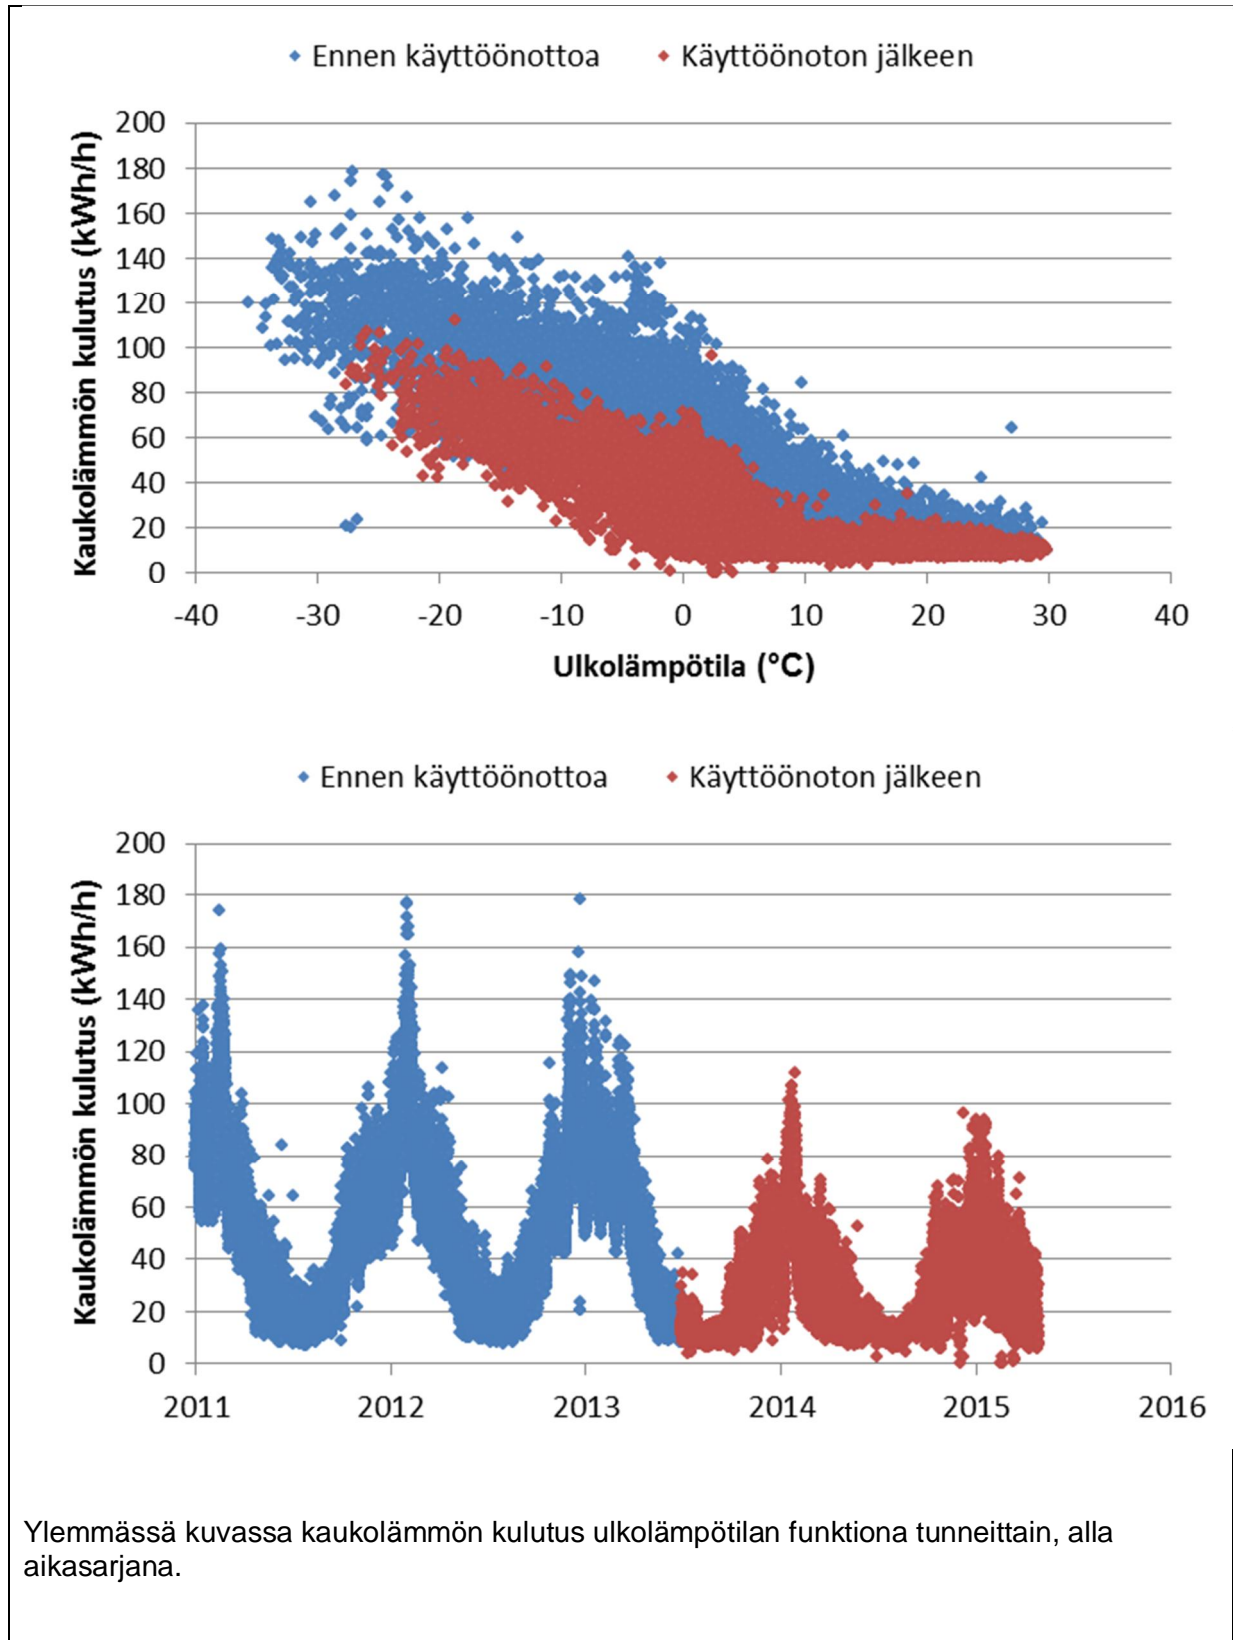 Ennen käyttöönottoa Käyttöönoton jälkeen
Kaukolämmön kulutus (kWh/h)
200
180
160
140
120
100
80
60
40
20
0
-40 -30 -20 -10 0 10 20 30 40
Ulkolämpötila (°C)
Ennen käyttöönottoa Käyttöönoton jälkeen
Kaukolämmön kulutus (kWh/h)
200
180
160
140
120
100
80
60
40
20
0
2011 2012 2013 2014 2015 2016
Ylemmässä kuvassa kaukolämmön kulutus ulkolämpötilan funktiona tunneittain, alla
aikasarjana.